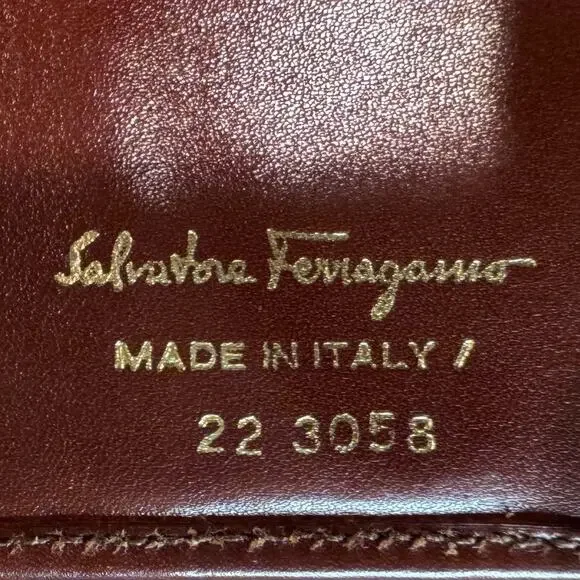 Salvatore Ferragamo
MADE IN ITALY /
22 3058